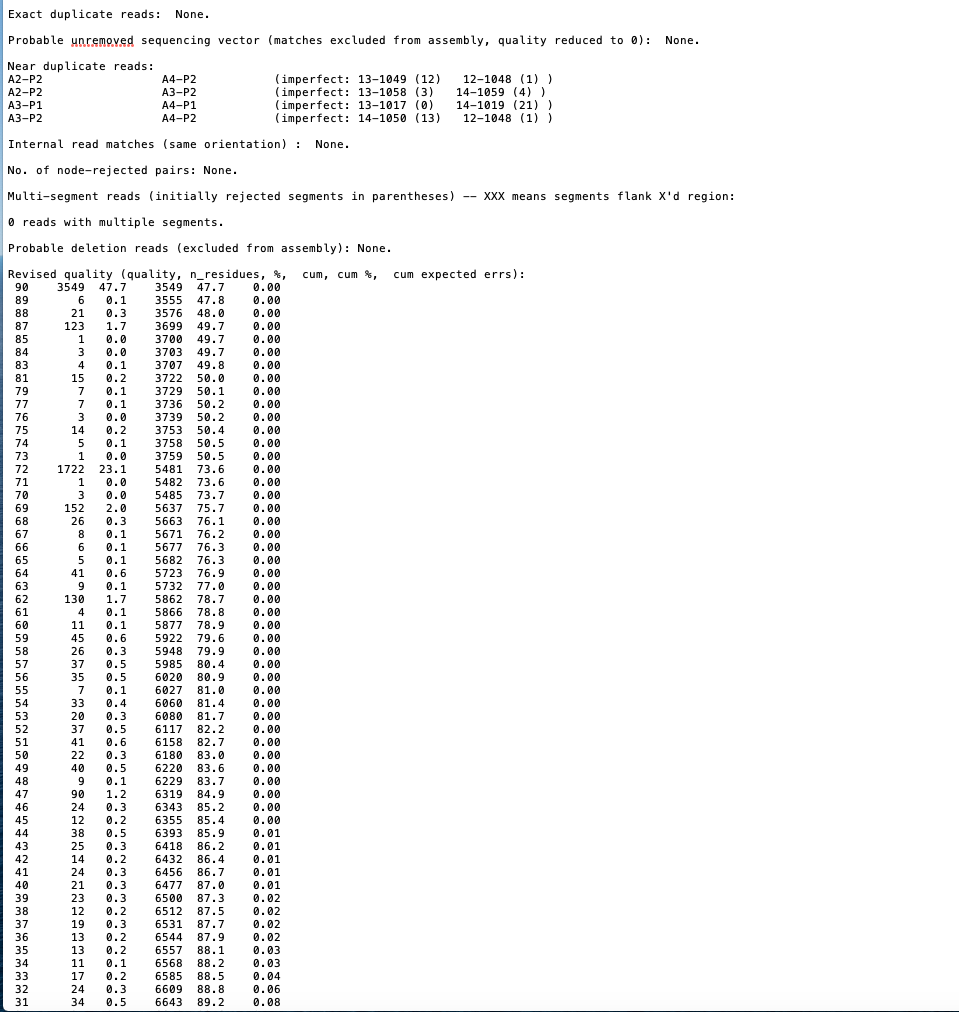 Exact duplicate reads:  None.
Probable unremoved sequencing vector (matches excluded from assembly, quality reduced to 0):  None.
Near duplicate reads:
A2-P2                 A4-P2           (imperfect: 13-1049 (12)   12-1048 (1) )
A2-P2                 A3-P2           (imperfect: 13-1058 (3)   14-1059 (4) )
A3-P1                 A4-P1           (imperfect: 13-1017 (0)   14-1019 (21) )
A3-P2                 A4-P2           (imperfect: 14-1050 (13)   12-1048 (1) )
Internal read matches (same orientation) :  None.
No. of node-rejected pairs: None.
Multi-segment reads (initially rejected segments in parentheses) -- XXX means segments flank X'd region:
0 reads with multiple segments.
Probable deletion reads (excluded from assembly): None.
Revised quality (quality, n_residues, %,  cum, cum %,  cum expected errs):
90    3549  47.7    3549  47.7    0.00
89       6   0.1    3555  47.8    0.00
88      21   0.3    3576  48.0    0.00
87     123   1.7    3699  49.7    0.00
85       1   0.0    3700  49.7    0.00
84       3   0.0    3703  49.7    0.00
83       4   0.1    3707  49.8    0.00
81      15   0.2    3722  50.0    0.00
79       7   0.1    3729  50.1    0.00
77       7   0.1    3736  50.2    0.00
76       3   0.0    3739  50.2    0.00
75      14   0.2    3753  50.4    0.00
74       5   0.1    3758  50.5    0.00
73       1   0.0    3759  50.5    0.00
72    1722  23.1    5481  73.6    0.00
71       1   0.0    5482  73.6    0.00
70       3   0.0    5485  73.7    0.00
69     152   2.0    5637  75.7    0.00
68      26   0.3    5663  76.1    0.00
67       8   0.1    5671  76.2    0.00
66       6   0.1    5677  76.3    0.00
65       5   0.1    5682  76.3    0.00
64      41   0.6    5723  76.9    0.00
63       9   0.1    5732  77.0    0.00
62     130   1.7    5862  78.7    0.00
61       4   0.1    5866  78.8    0.00
60      11   0.1    5877  78.9    0.00
59      45   0.6    5922  79.6    0.00
58      26   0.3    5948  79.9    0.00
57      37   0.5    5985  80.4    0.00
56      35   0.5    6020  80.9    0.00
55       7   0.1    6027  81.0    0.00
54      33   0.4    6060  81.4    0.00
53      20   0.3    6080  81.7    0.00
52      37   0.5    6117  82.2    0.00
51      41   0.6    6158  82.7    0.00
50      22   0.3    6180  83.0    0.00
49      40   0.5    6220  83.6    0.00
48       9   0.1    6229  83.7    0.00
47      90   1.2    6319  84.9    0.00
46      24   0.3    6343  85.2    0.00
45      12   0.2    6355  85.4    0.00
44      38   0.5    6393  85.9    0.01
43      25   0.3    6418  86.2    0.01
42      14   0.2    6432  86.4    0.01
41      24   0.3    6456  86.7    0.01
40      21   0.3    6477  87.0    0.01
39      23   0.3    6500  87.3    0.02
38      12   0.2    6512  87.5    0.02
37      19   0.3    6531  87.7    0.02
36      13   0.2    6544  87.9    0.02
35      13   0.2    6557  88.1    0.03
34      11   0.1    6568  88.2    0.03
33      17   0.2    6585  88.5    0.04
32      24   0.3    6609  88.8    0.06
31      34   0.5    6643  89.2    0.08